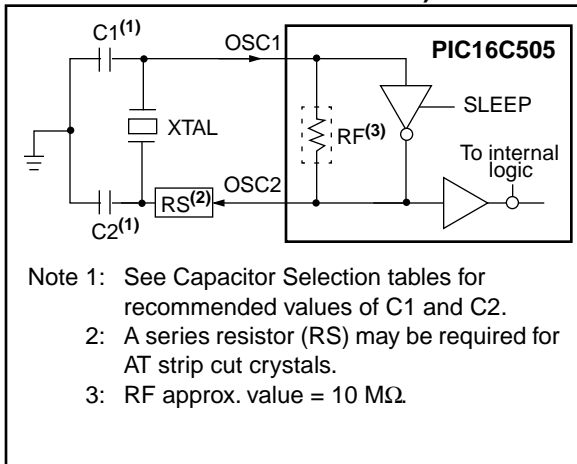 C1(1)
OSC1
PIC16C505
SLEEP
XTAL
RF(3)
To internal
logic
OSC2
RS(2)
C2(1)
Note 1: See Capacitor Selection tables for
recommended values of C1 and C2.
2: A series resistor (RS) may be required for
AT strip cut crystals.
3: RF approx. value = 10 MΩ.